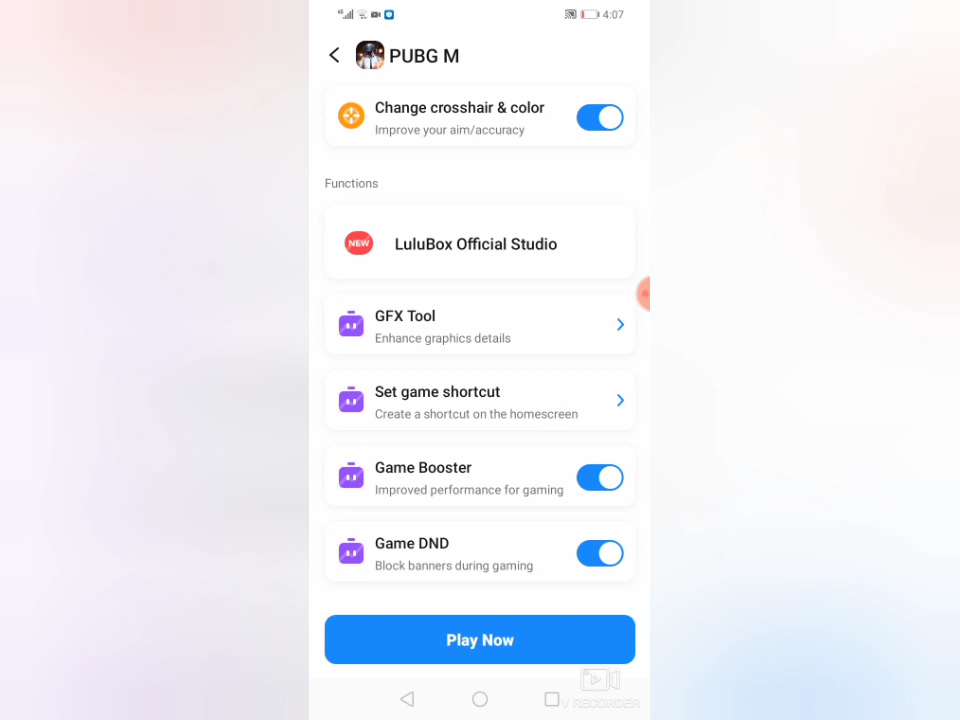 4:07
PUBG M
Change crosshair & color
Improve your aim/accuracy
Functions
NEW
LuluBox Official Studio
GFX Tool
Enhance graphics details
Set game shortcut
Create a shortcut on the homescreen
Game Booster
Improved performance for gaming
Game DND
Block banners during gaming
Play Now
V RECORDER